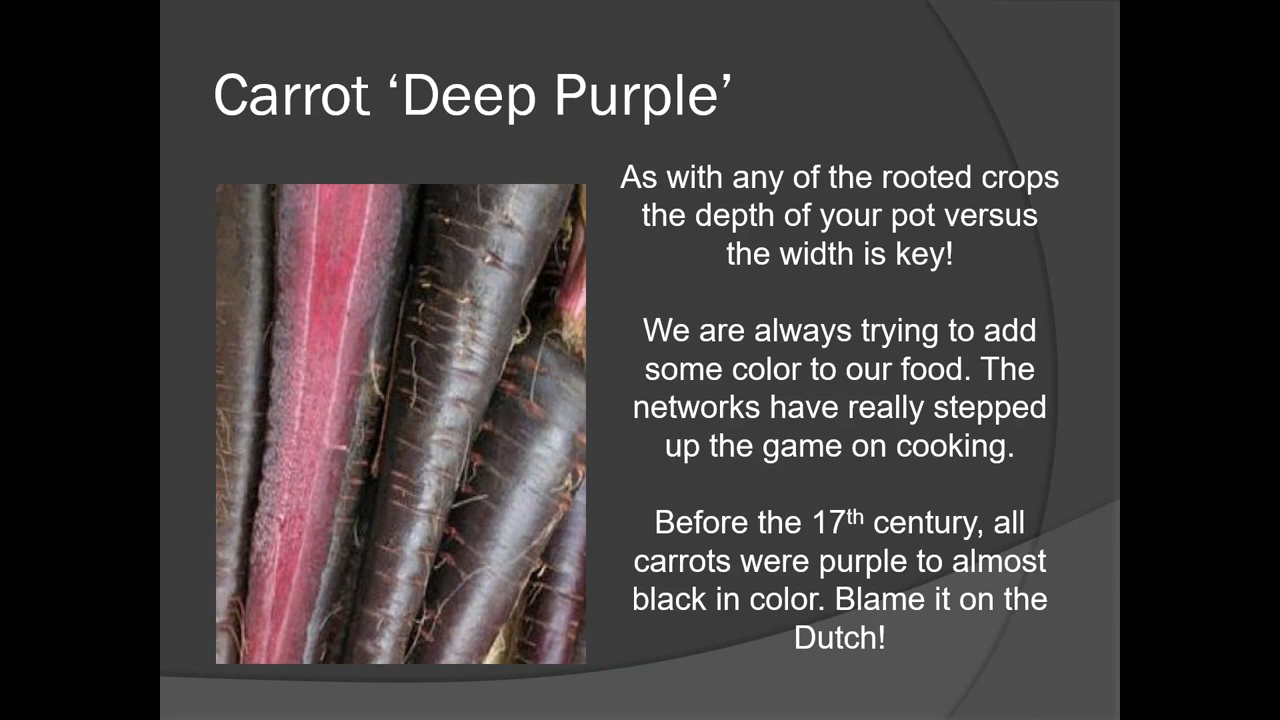 Carrot ‘Deep Purple’
As with any of the rooted crops
the depth of your pot versus
the width is key!
We are always trying to add
some color to our food. The
networks have really stepped
up the game on cooking.
Before the 17th century, all
carrots were purple to almost
black in color. Blame it on the
Dutch!